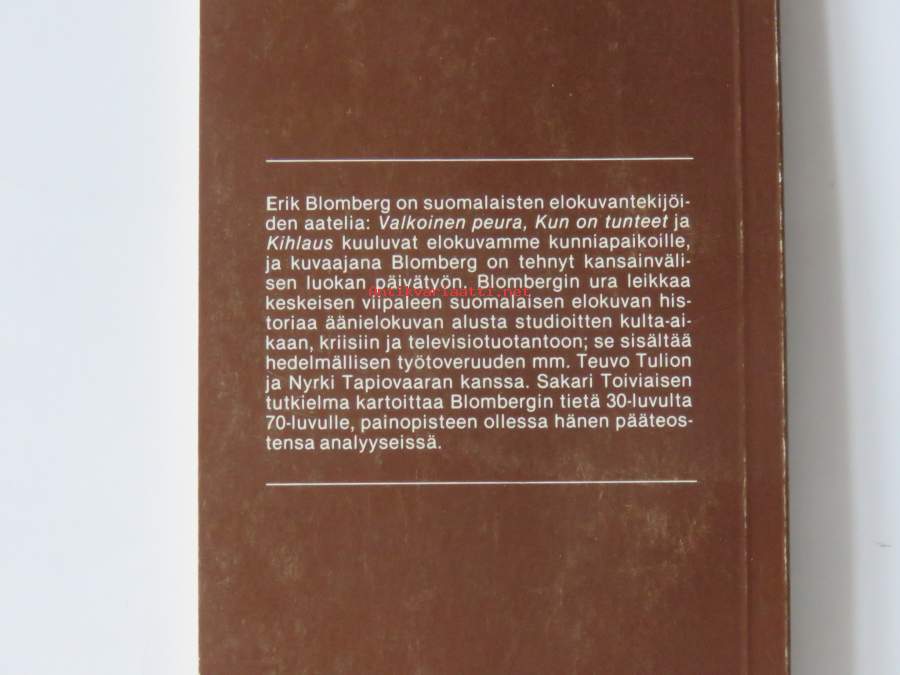 Erik Blomberg on suomalaisten elokuvantekijöi-
den aatelia: Valkoinen peura, Kun on tunteet ja
Kihlaus kuuluvat elokuvamme kunniapaikoille,
ja kuvaajana Blomberg on tehnyt kansainväli-
sen luokan päivätyön. Blombergin ura leikkaa
Antikvariaatti.net
keskeisen viipaleen suomalaisen elokuvan his-
toriaa äänielokuvan alusta studioitten kulta-ai-
kaan, kriisiin ja televisiotuotantoon; se sisältää
hedelmällisen työtoveruuden mm. Teuvo Tulion
ja Nyrki Tapiovaaran kanssa. Sakari Toiviaisen
tutkielma kartoittaa Blombergin tietä 30-luvulta
70-luvulle, painopisteen ollessa hänen pääteos-
tensa analyyseissä.